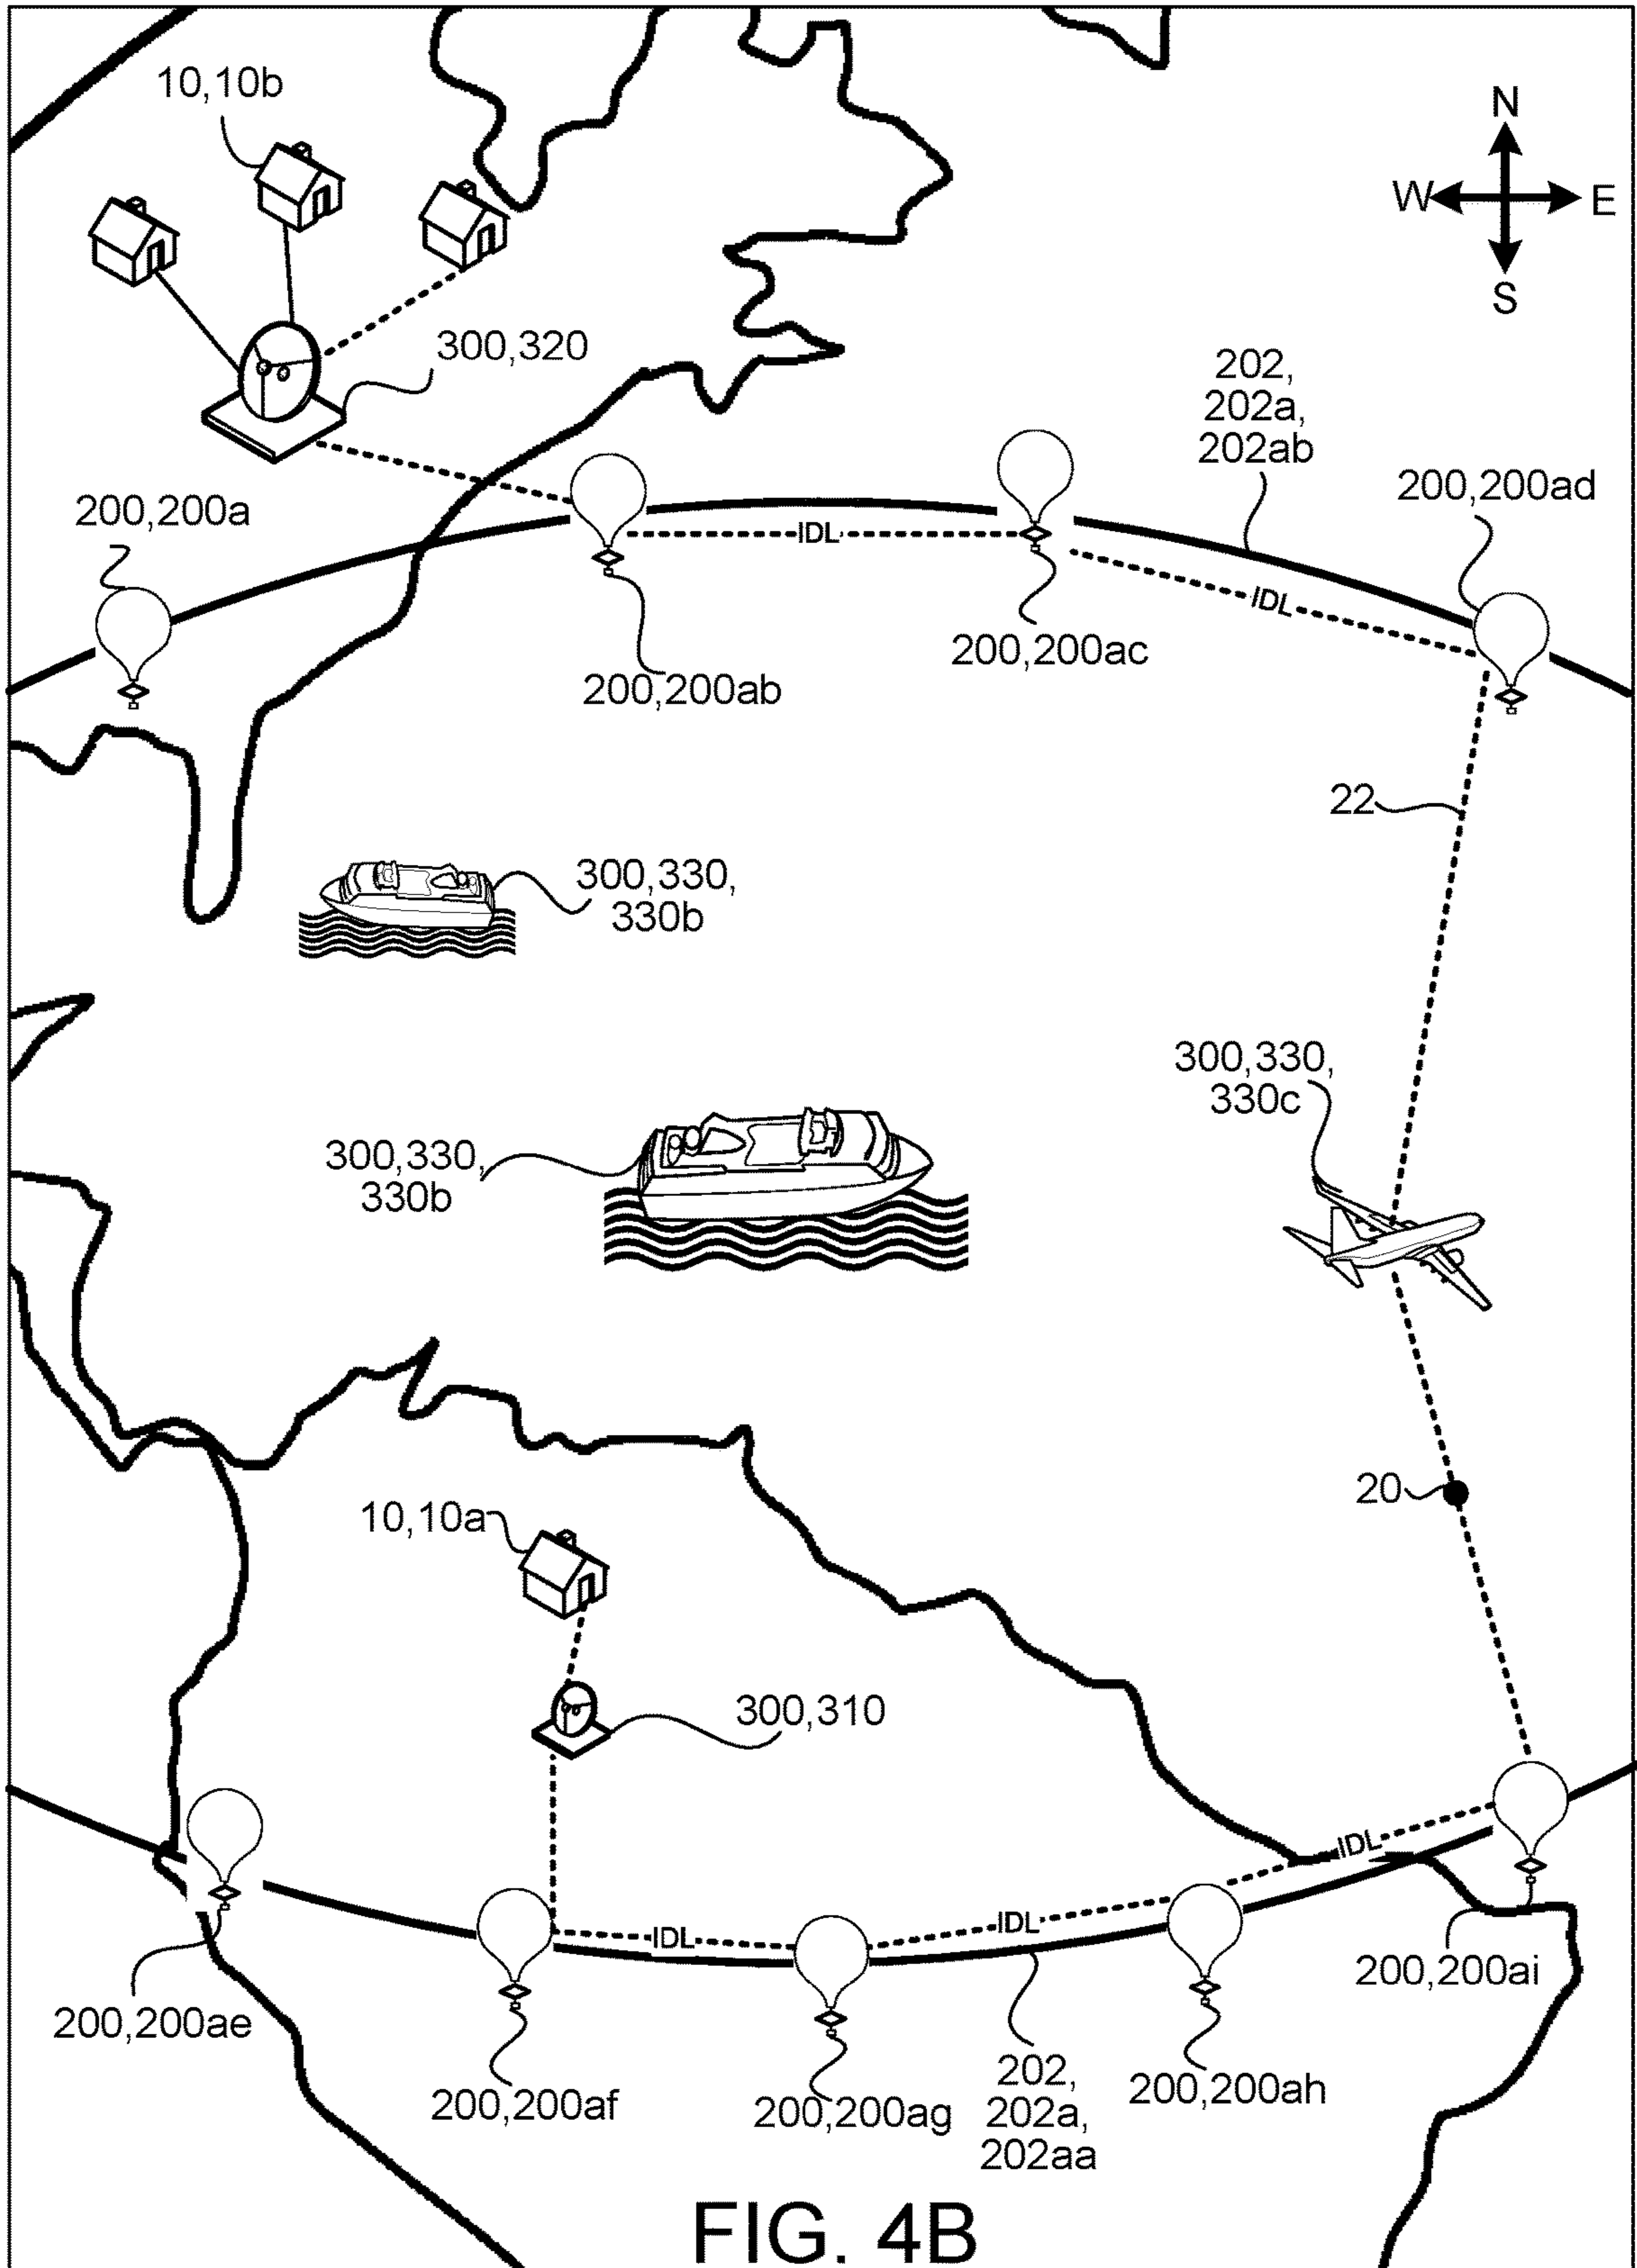 10,10b
N
W
E
S
300,320
202,
202a,
202ab
200,200a
200,200ad
IDL
IDL
200,200ac
200,200ab
22
300,330,
330b
300,330,
330c
300,330,
330b
20
10,10a
300,310
IDL
IDL
IDL
200,200ai
200,200ae
202,
202a,
202aa
200,200af
200,200ag
200,200ah
FIG. 4B